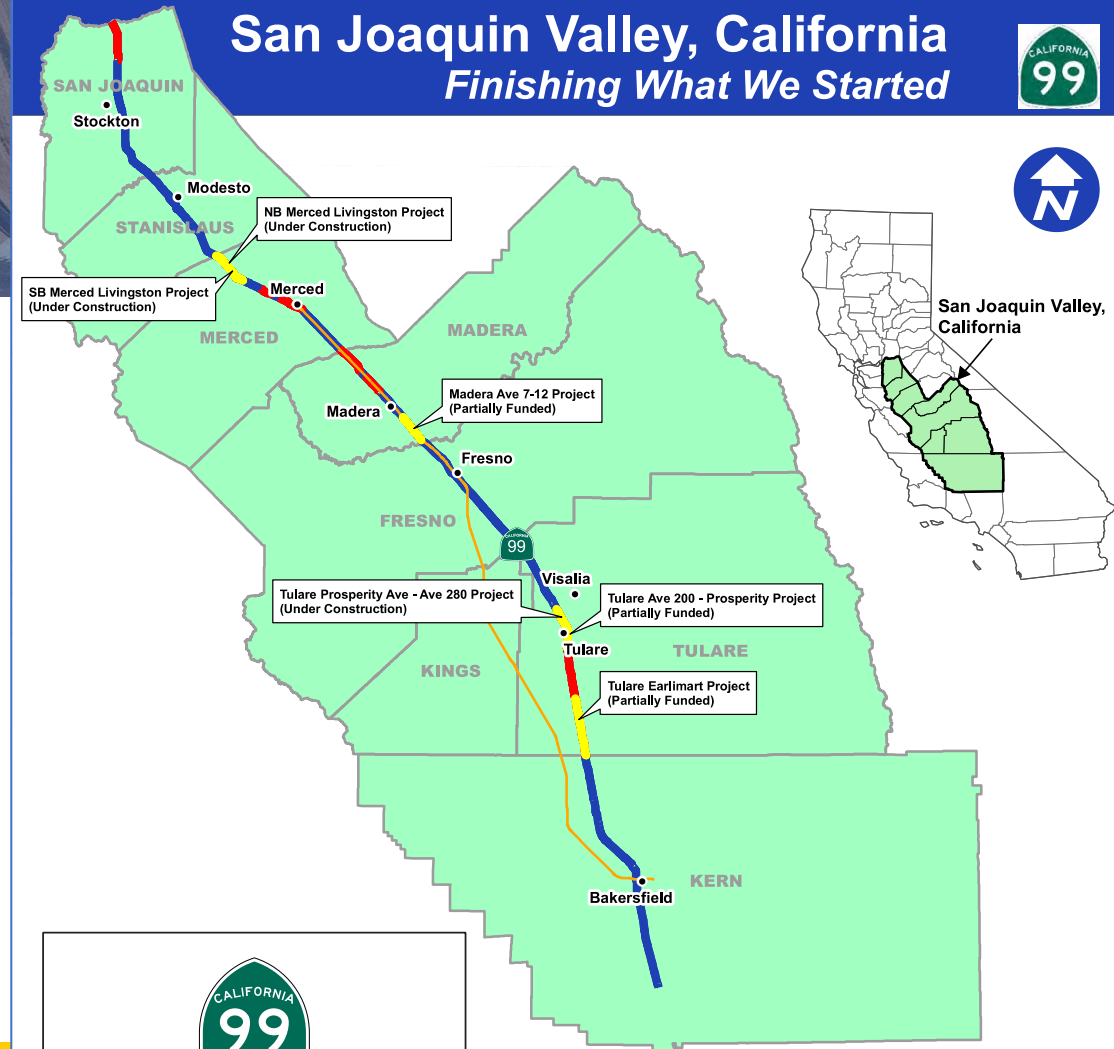 San Joaquin Valley, California
Finishing What We Started
CALIFORNIA
99
N
SAN JOAQUIN
Stockton
Modesto
STANISLAUS
NB Merced Livingston Project
(Under Construction)
SB Merced Livingston Project
(Under Construction)
Merced
MERCED
MADERA
San Joaquin Valley,
California
Madera Ave 7-12 Project
(Partially Funded)
Madera
Fresno
FRESNO
CALIFORNIA
99
Visalia
Tulare Prosperity Ave - Ave 280 Project
(Under Construction)
Tulare Ave 200 - Prosperity Project
(Partially Funded)
Tulare
TULARE
KINGS
Tulare Earlimart Project
(Partially Funded)
KERN
Bakersfield
CALIFORNIA
99